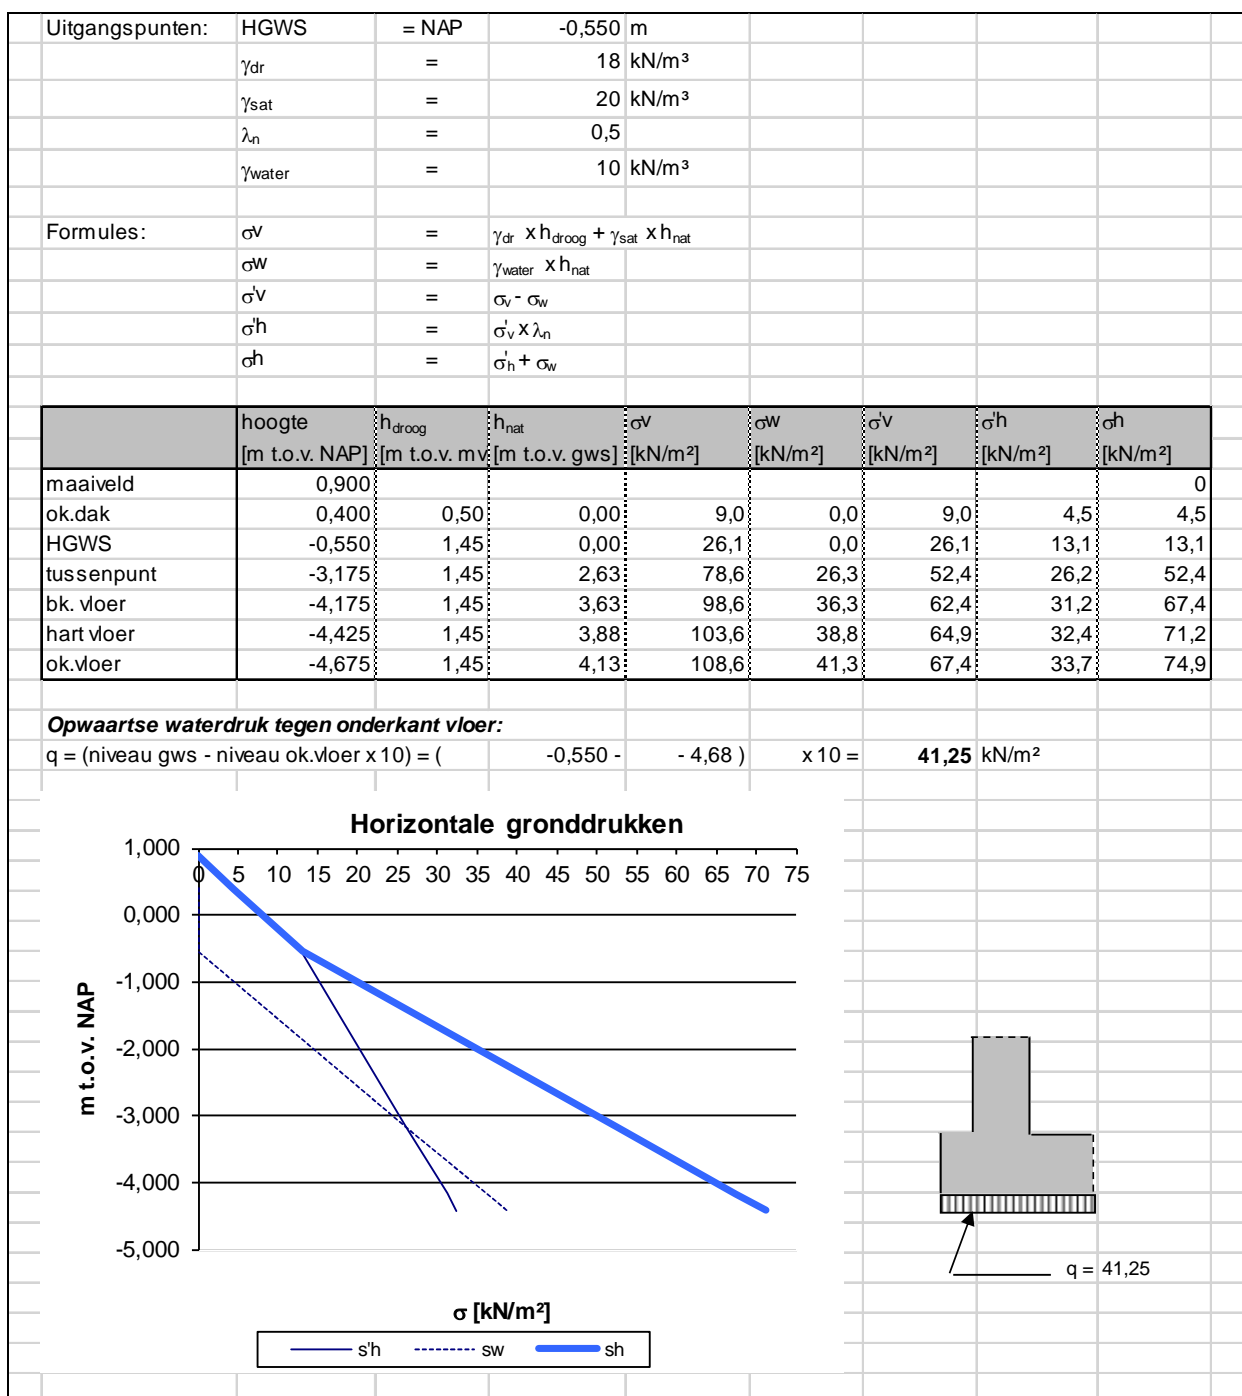 Uitgangspunten: HGWS = NAP -0,550 m
γdr = 18 kN/m³
γsat = 20 kN/m³
λn = 0,5
γwater = 10 kN/m³
Formules: σv = γdr x hdroog + γsat x hnat
σw = γwater x hnat
σ'v = σv - σw
σ'h = σ'v x λn
σh = σ'h + σw
hoogte hdroog hnat σv σw σ'v σ'h σh
[m t.o.v. NAP] [m t.o.v. mv [m t.o.v. gws] [kN/m²] [kN/m²] [kN/m²] [kN/m²] [kN/m²]
maaiveld 0,900 0
ok.dak 0,400 0,50 0,00 9,0 0,0 9,0 4,5 4,5
HGWS -0,550 1,45 0,00 26,1 0,0 26,1 13,1 13,1
tussenpunt -3,175 1,45 2,63 78,6 26,3 52,4 26,2 52,4
bk. vloer -4,175 1,45 3,63 98,6 36,3 62,4 31,2 67,4
hart vloer -4,425 1,45 3,88 103,6 38,8 64,9 32,4 71,2
ok.vloer -4,675 1,45 4,13 108,6 41,3 67,4 33,7 74,9
Opwaartse waterdruk tegen onderkant vloer:
q = (niveau gws - niveau ok.vloer x 10) = ( -0,550 - - 4,68 ) x 10 = 41,25 kN/m²
Horizontale gronddrukken
1,000
0 5 10 15 20 25 30 35 40 45 50 55 60 65 70 75
0,000
-1,000
-2,000
-3,000
-4,000
-5,000
m t.o.v. NAP
σ [kN/m²]
s'h sw sh
q = 41,25